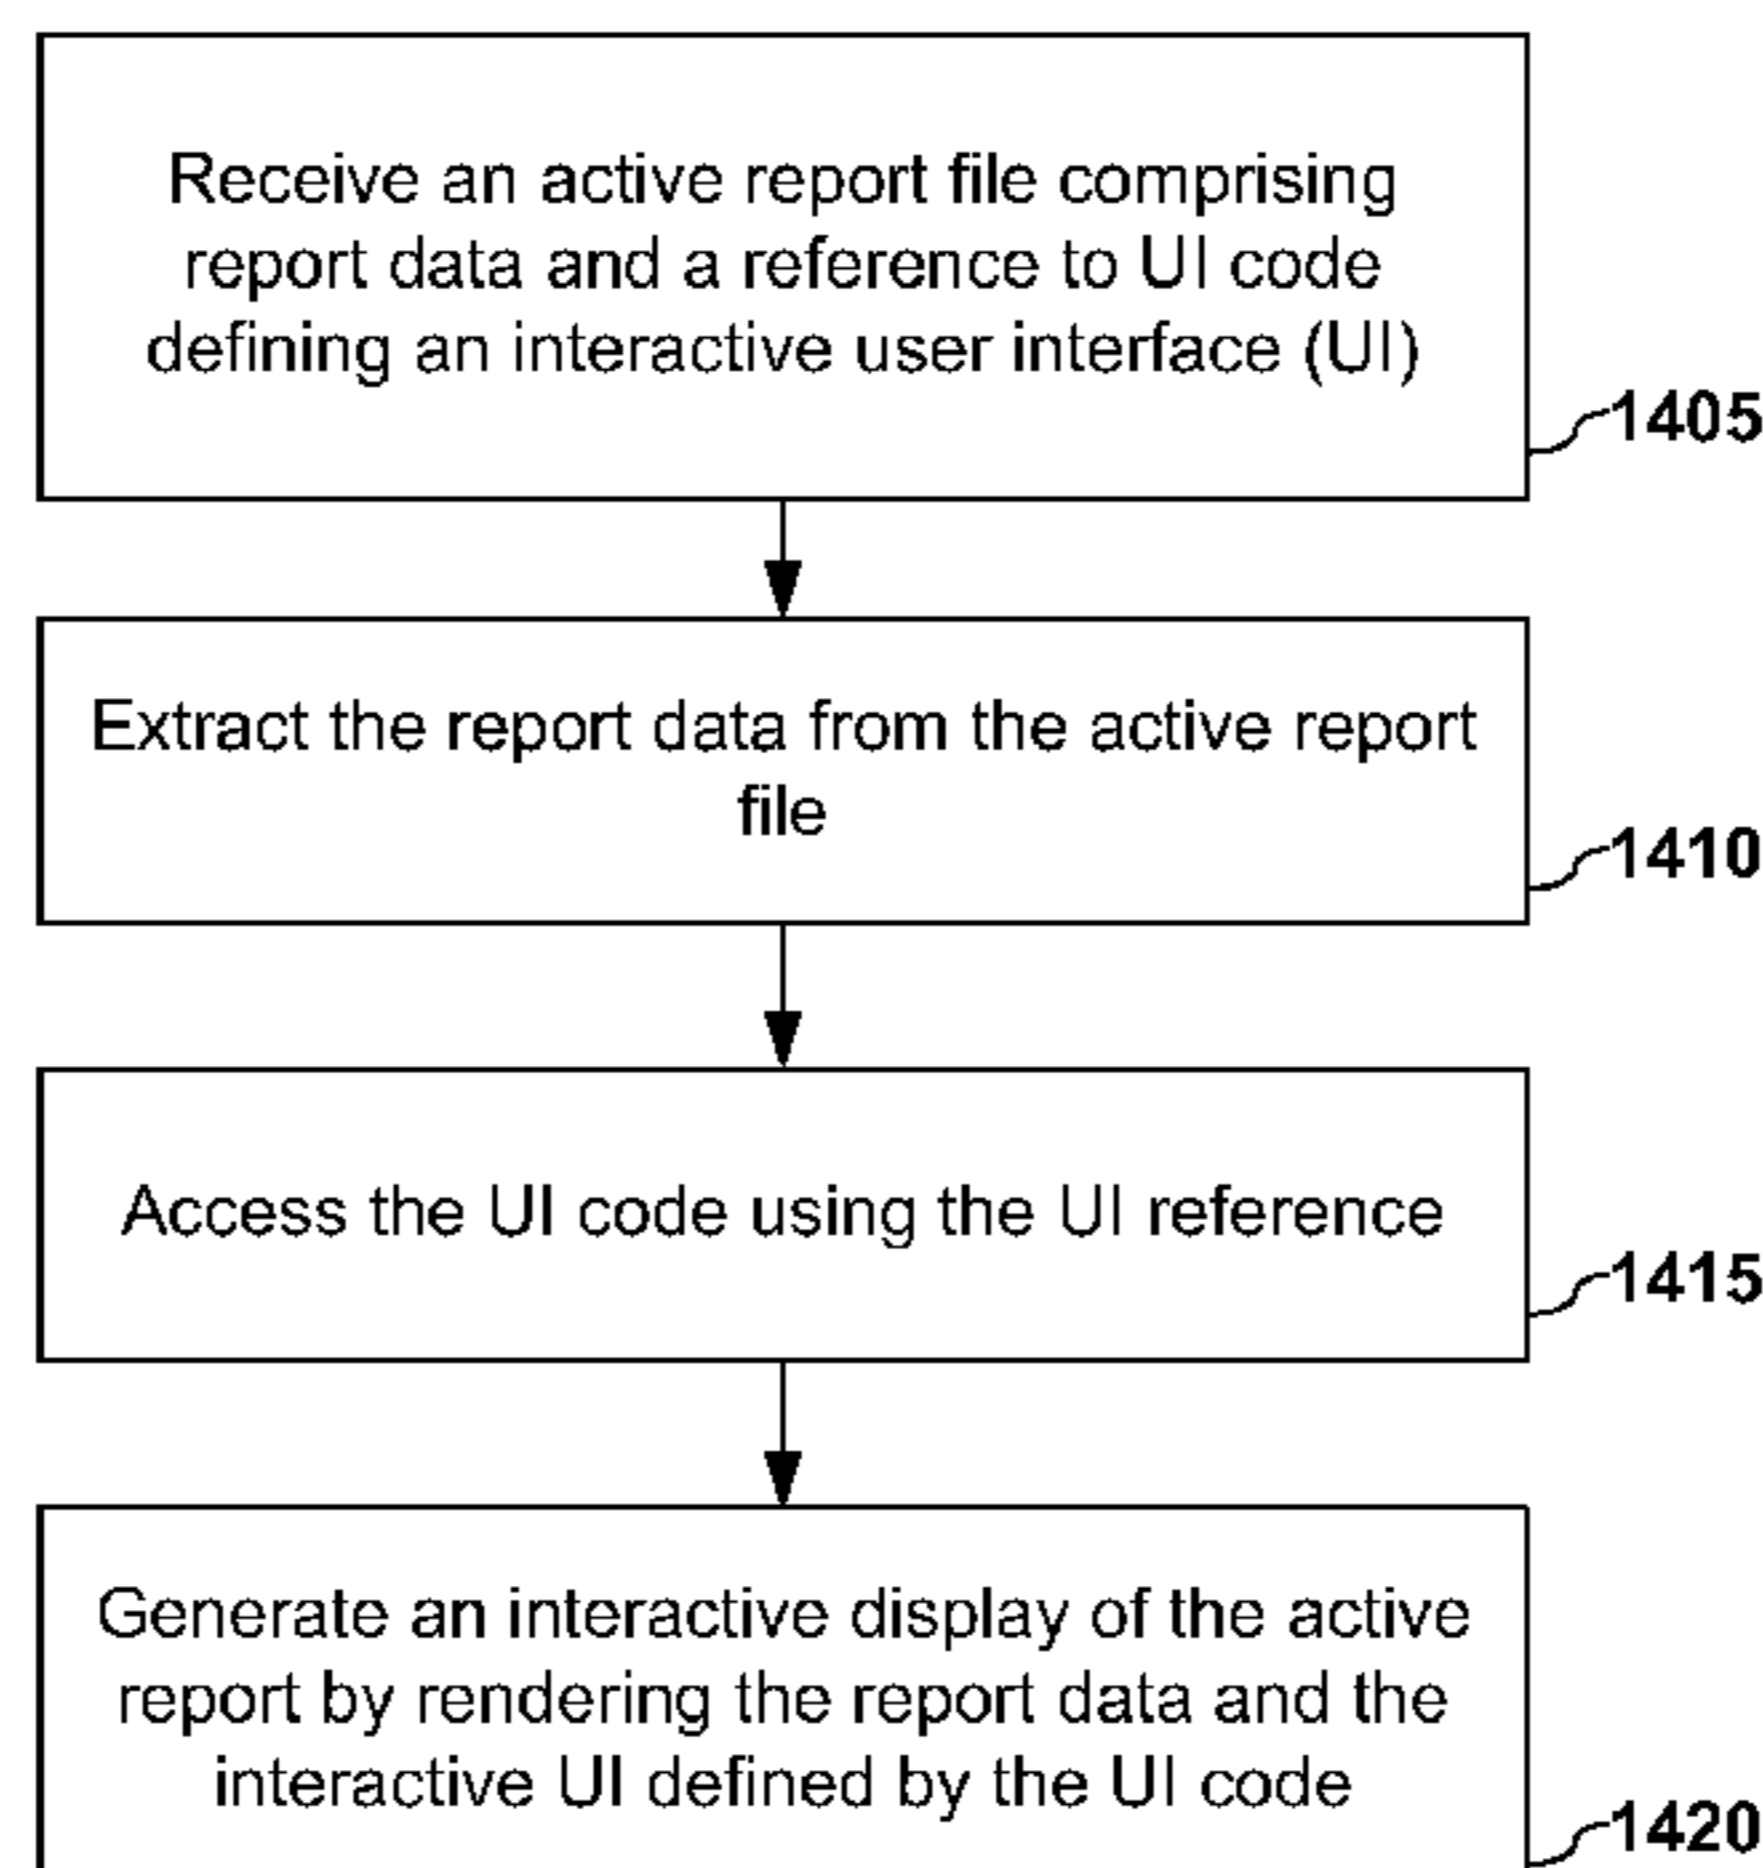 Receive an active report file comprising
report data and a reference to UI code
defining an interactive user interface (UI)
1405
Extract the report data from the active report
file
1410
Access the UI code using the UI reference
1415
Generate an interactive display of the active
report by rendering the report data and the
interactive UI defined by the UI code
1420